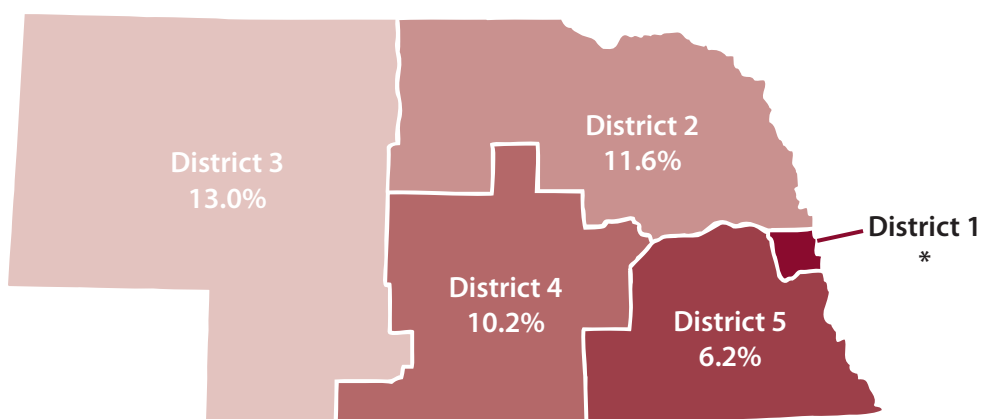 District 2
11.6%
District 3
13.0%
District 1
*
District 4
10.2%
District 5
6.2%